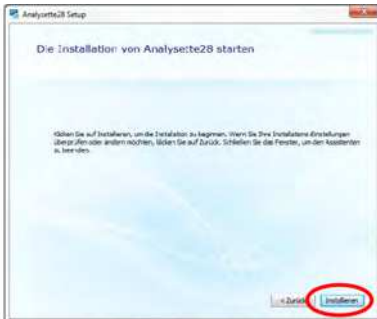 Analysette28 Setup
Die Installation von Analysette28 starten
Klicken Sie auf Installieren, um die Installation zu beginnen. Wenn Sie Ihre Installations Einstellungen
überprüfen oder ändern möchten, klicken Sie auf Zurück. Schließen Sie das Fenster, um den Assistenten
zu beenden.
< Zurück
Installieren